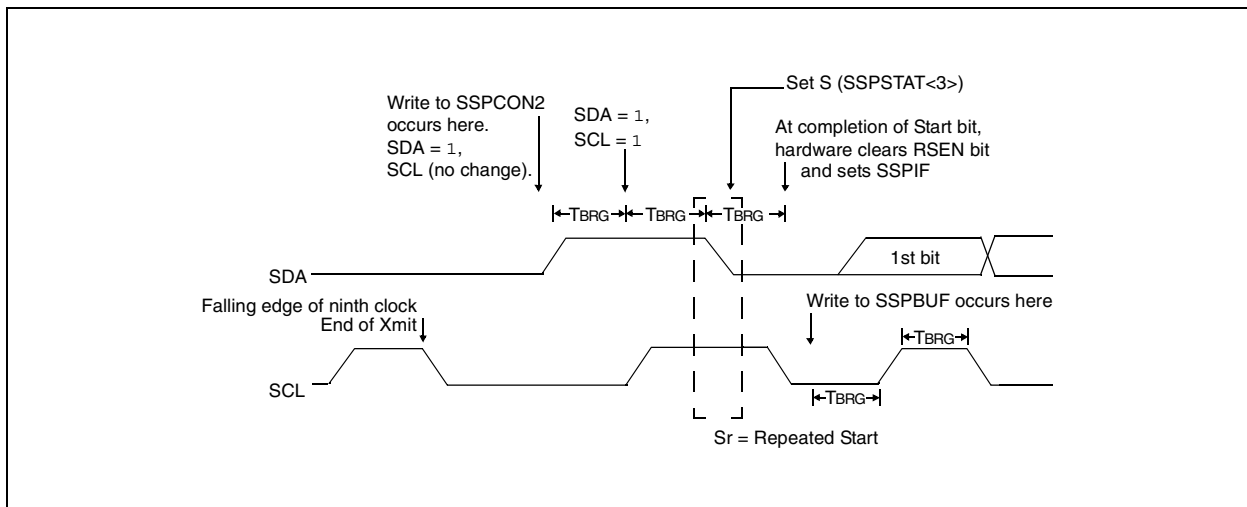 Set S (SSPSTAT<3>)
Write to SSPCON2
occurs here.
SDA = 1,
SCL (no change).
SDA = 1,
SCL = 1
At completion of Start bit,
hardware clears RSEN bit
and sets SSPIF
TBRG
TBRG
TBRG
SDA
1st bit
Falling edge of ninth clock
End of Xmit
Write to SSPBUF occurs here
TBRG
SCL
TBRG
Sr = Repeated Start